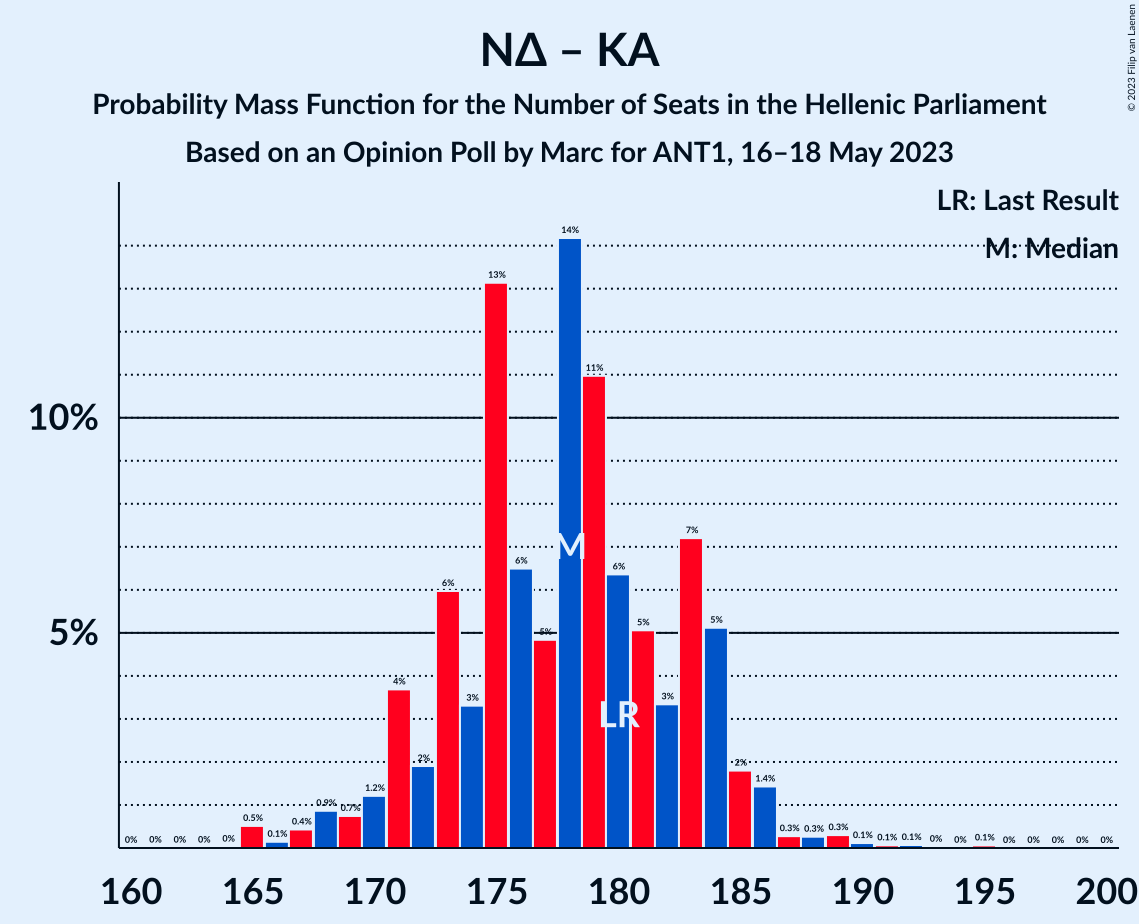 © 2023 Filip van Laenen
ΝΔ – ΚΑ
Probability Mass Function for the Number of Seats in the Hellenic Parliament
Based on an Opinion Poll by Marc for ANT1, 16–18 May 2023
LR: Last Result
M: Median
10%
5%
0% 0% 0% 0% 0% 0.5% 0.1% 0.4% 0.9% 0.7% 1.2% 4% 2% 6% 3% 13% 6% 5% 14% 11% 6% 5% 3% 7% 5% 2% 1.4% 0.3% 0.3% 0.3% 0.1% 0.1% 0.1% 0% 0% 0.1% 0% 0% 0% 0% 0%
M
LR
160 165 170 175 180 185 190 195 200